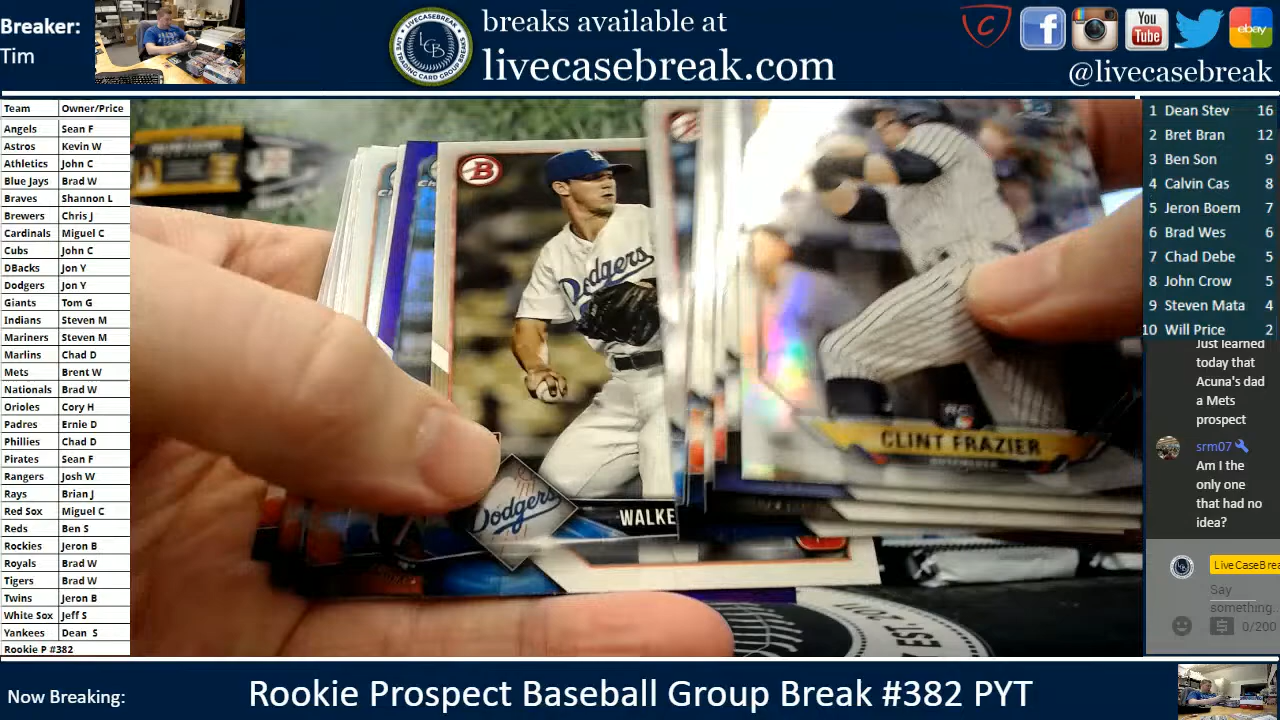 Breaker:
Tim
breaks available at
livecasebreak.com
You
Tube
ebay
@livecasebreak
Team Owner/Price
Angels Sean F
Astros Kevin W
Athletics John C
Blue Jays Brad W
Braves Shannon L
Brewers Chris J
Cardinals Miguel C
Cubs John C
DBacks Jon Y
Dodgers Jon Y
Giants Tom G
Indians Steven M
Mariners Steven M
Marlins Chad D
Mets Brent W
Nationals Brad W
Orioles Cory H
Padres Ernie D
Phillies Chad D
Pirates Sean F
Rangers Josh W
Rays Brian J
Red Sox Miguel C
Reds Ben S
Rockies Jeron B
Royals Brad W
Tigers Brad W
Twins Jeron B
White Sox Jeff S
Yankees Dean S
Rookie P #382
B
Dodgers
Dodgers
WALKE
CLINT FRAZIER
EST. 2011
1 Dean Stev 16
2 Bret Bran 12
3 Ben Son 9
4 Calvin Cas 8
5 Jeron Boem 7
6 Brad Wes 6
7 Chad Debe 5
8 John Crow 5
9 Steven Mata 4
10 Will Price 2
Just learned
today that
Acuna's dad
a Mets
prospect
srm07
Am I the
only one
that had no
idea?
LiveCaseBrea
Say
something...
0/200
Now Breaking:
Rookie Prospect Baseball Group Break #382 PYT